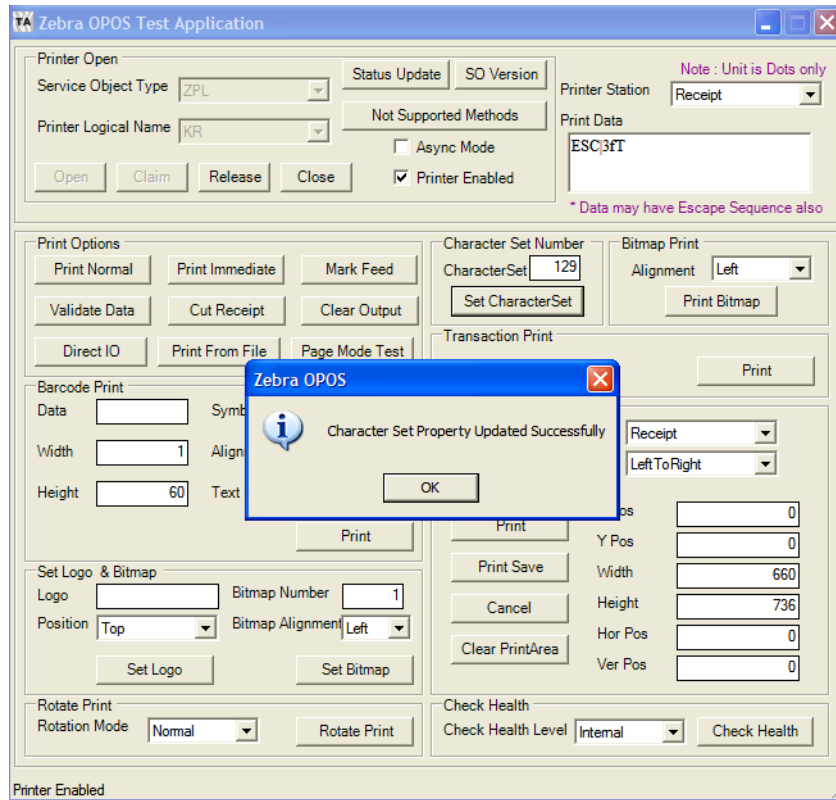 Zebra OPOS Test Application
Printer Open
Service Object Type ZPL
Status Update SO Version
Note : Unit is Dots only
Printer Station Receipt
Printer Logical Name KR
Not Supported Methods
Print Data
ESC|3fT
Async Mode
Open Claim Release Close
Printer Enabled
* Data may have Escape Sequence also
Print Options
Print Normal Print Immediate Mark Feed
Validate Data Cut Receipt Clear Output
Direct IO Print From File Page Mode Test
Character Set Number
CharacterSet 129
Set CharacterSet
Bitmap Print
Alignment Left
Print Bitmap
Transaction Print
Print
Zebra OPOS
Character Set Property Updated Successfully
OK
Barcode Print
Data
Width 1
Height 60 Text
Print
Receipt
LeftToRight
Print
Print Save
Cancel
Clear PrintArea
0
Y Pos 0
Width 660
Height 736
Hor Pos 0
Ver Pos 0
Set Logo & Bitmap
Logo
Bitmap Number 1
Position Top
Bitmap Alignment Left
Set Logo Set Bitmap
Rotate Print
Rotation Mode Normal Rotate Print
Check Health
Check Health Level Internal Check Health
Printer Enabled